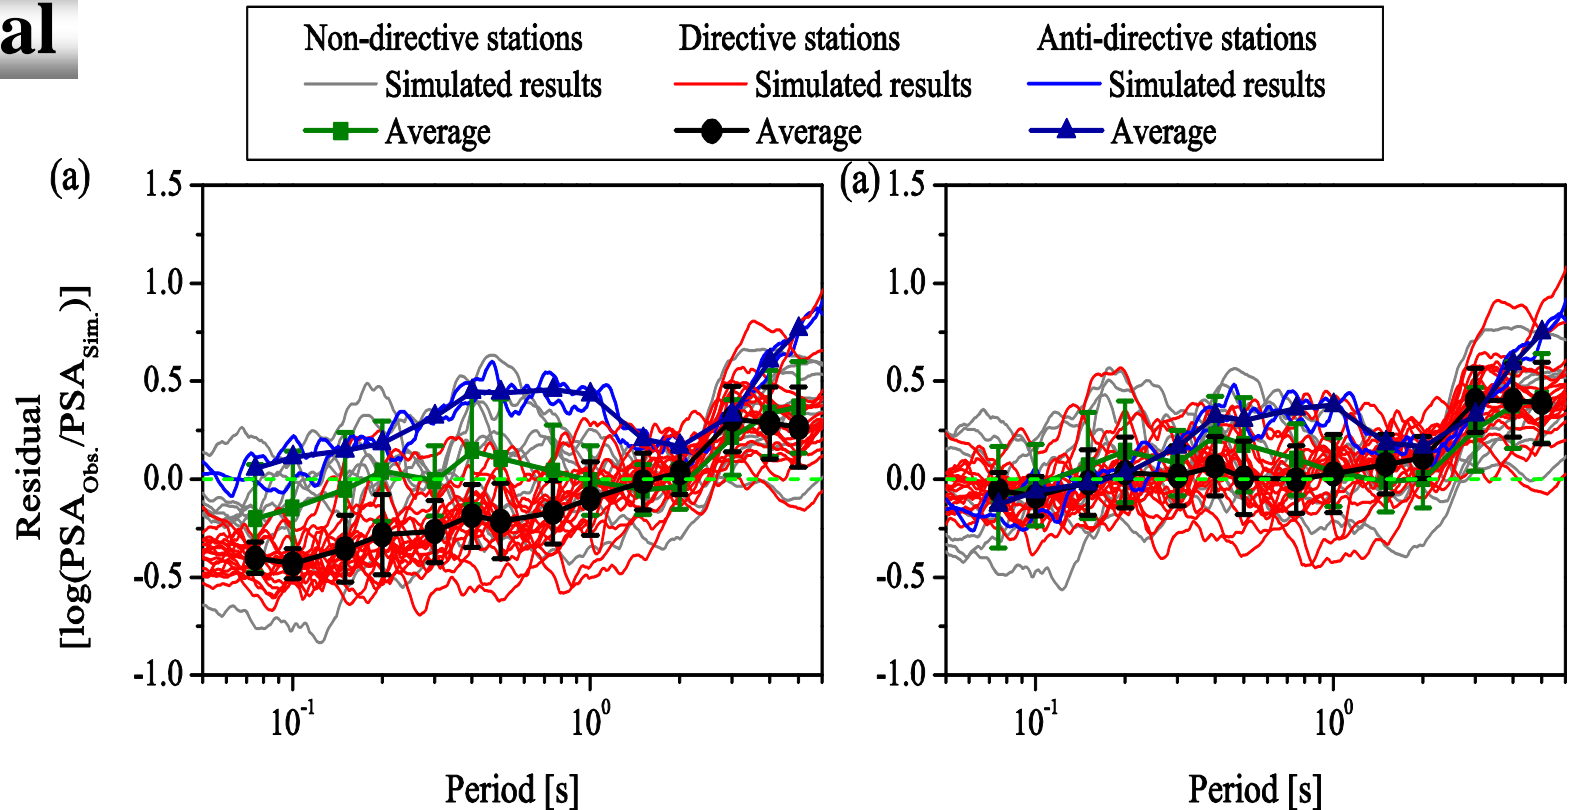 al
Non-directive stations Directive stations Anti-directive stations
Simulated results Simulated results Simulated results
Average Average Average
(a) (a)
Residual
[log(PSAObs./PSASim.)]
1.5
1.0
0.5
0.0
-0.5
-1.0
10-1 100
Period [s]
1.5
1.0
0.5
0.0
-0.5
-1.0
10-1 100
Period [s]